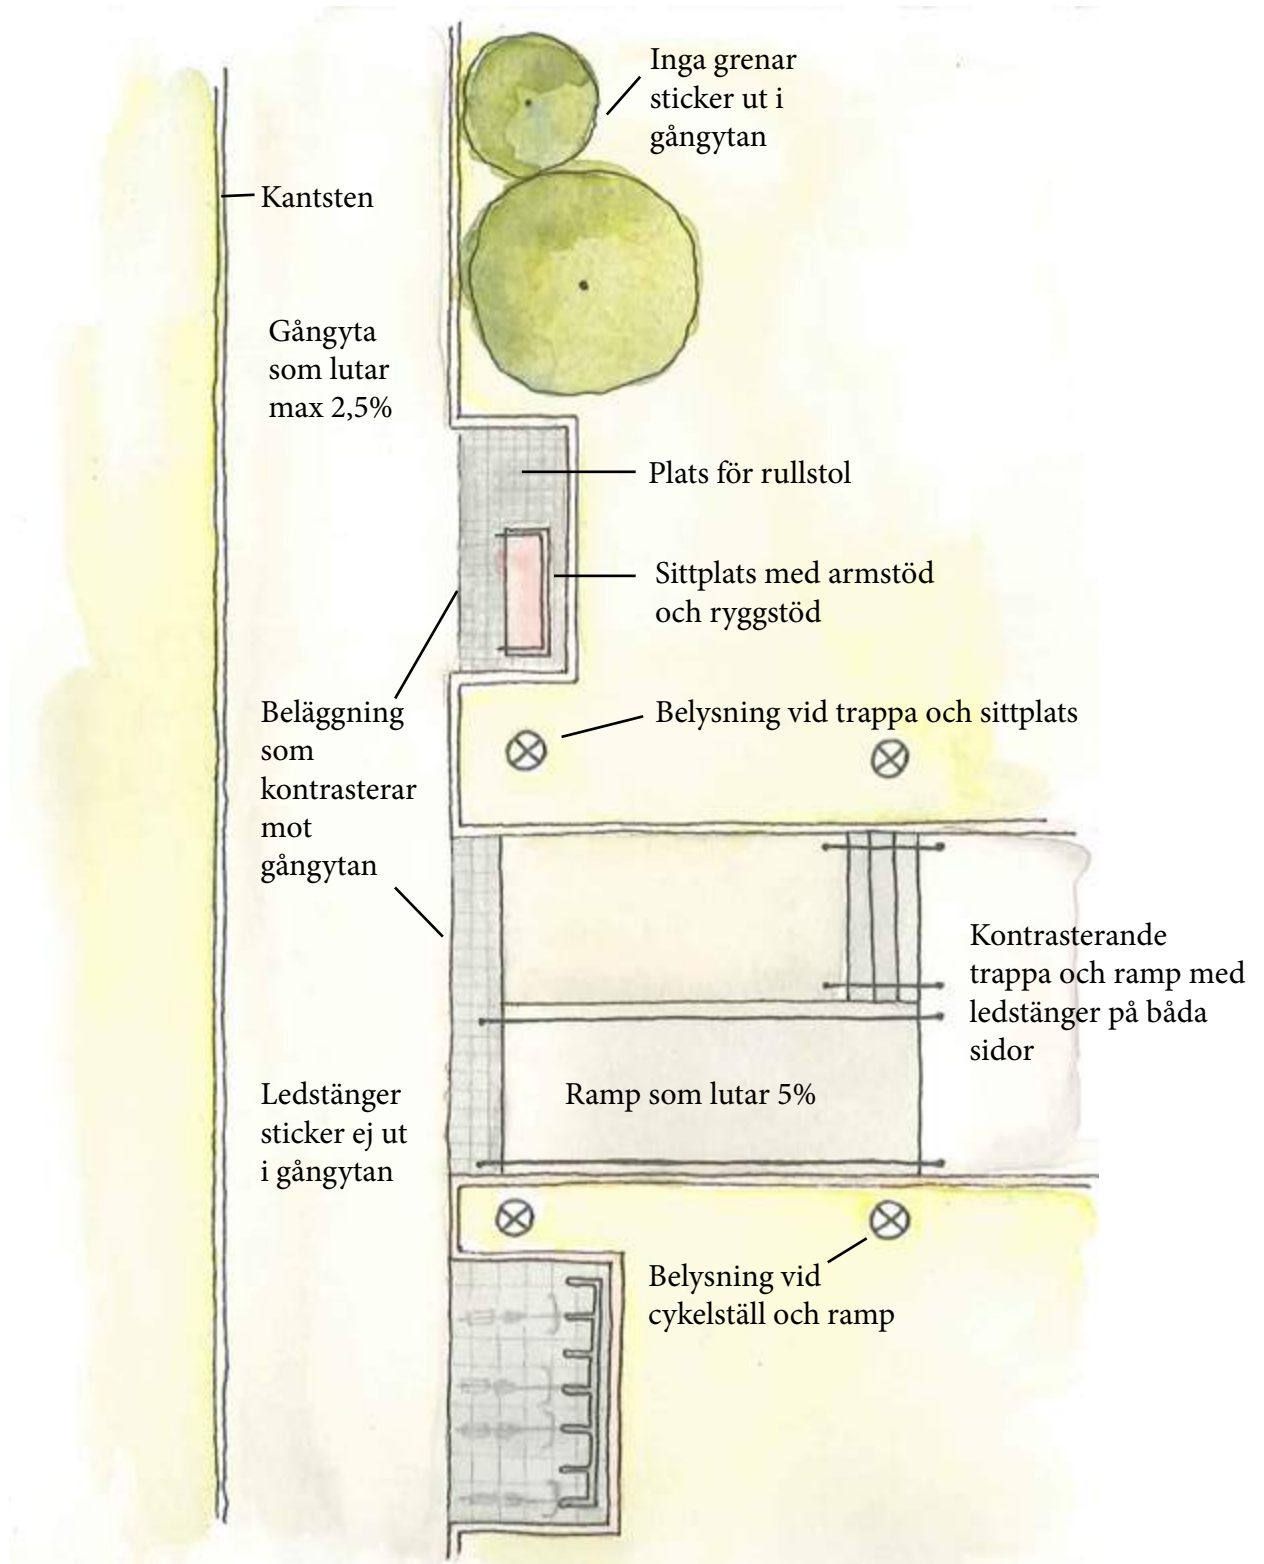 Inga grenar
sticker ut i
gångytan
Kantsten
Gångyta
som lutar
max 2,5%
Plats för rullstol
Sittplats med armstöd
och ryggstöd
Beläggning
som
kontrasterar
mot
gångytan
Belysning vid trappa och sittplats
Kontrasterande
trappa och ramp med
ledstänger på båda
sidor
Ramp som lutar 5%
Ledstänger
sticker ej ut
i gångytan
Belysning vid
cykelställ och ramp